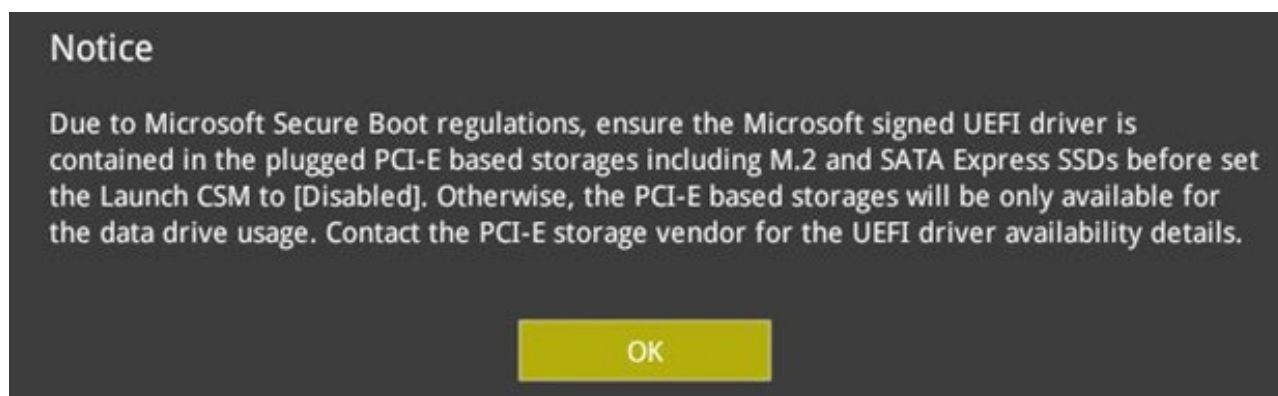 Notice
Due to Microsoft Secure Boot regulations, ensure the Microsoft signed UEFI driver is
contained in the plugged PCI-E based storages including M.2 and SATA Express SSDs before set
the Launch CSM to [Disabled]. Otherwise, the PCI-E based storages will be only available for
the data drive usage. Contact the PCI-E storage vendor for the UEFI driver availability details.
OK